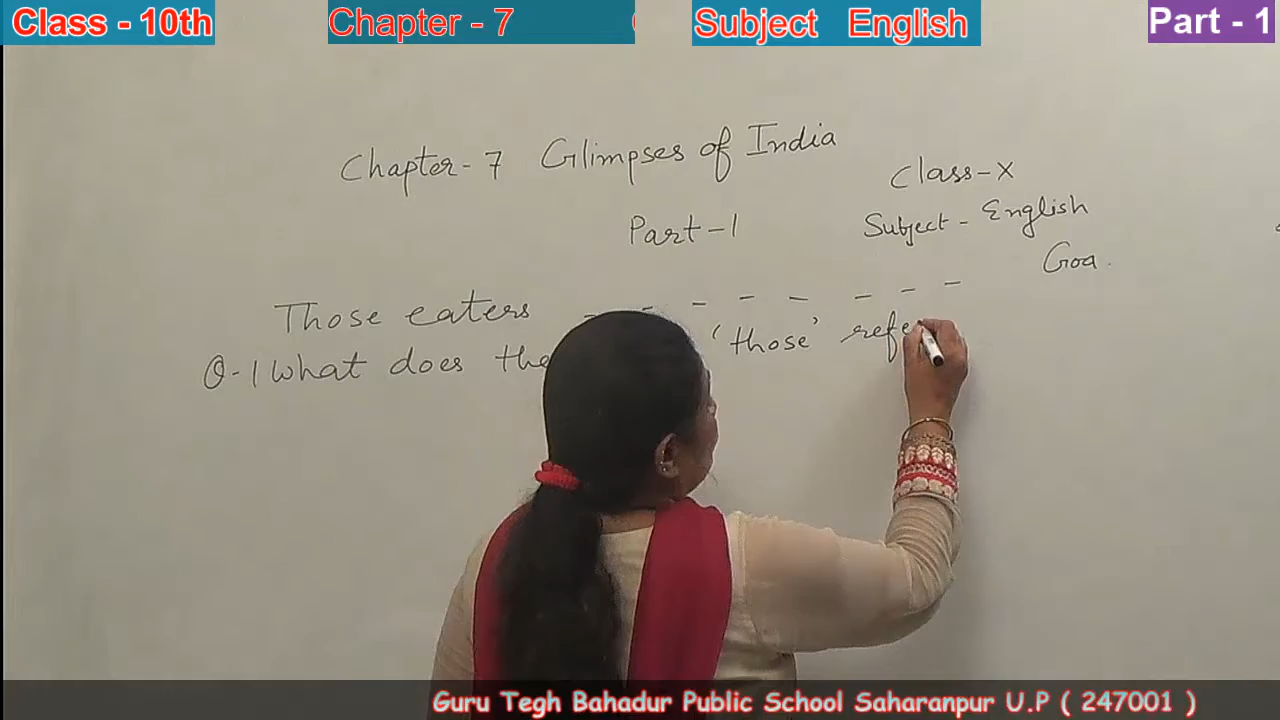 Class - 10th Chapter - 7 Subject English Part - 1
Chapter - 7 Glimpses of India
Class - X
Part - 1
Subject - English
Goa.
Those eaters - - - - - - - -
Q-1 What does the 'those' refe
Guru Tegh Bahadur Public School Saharanpur U.P ( 247001 )